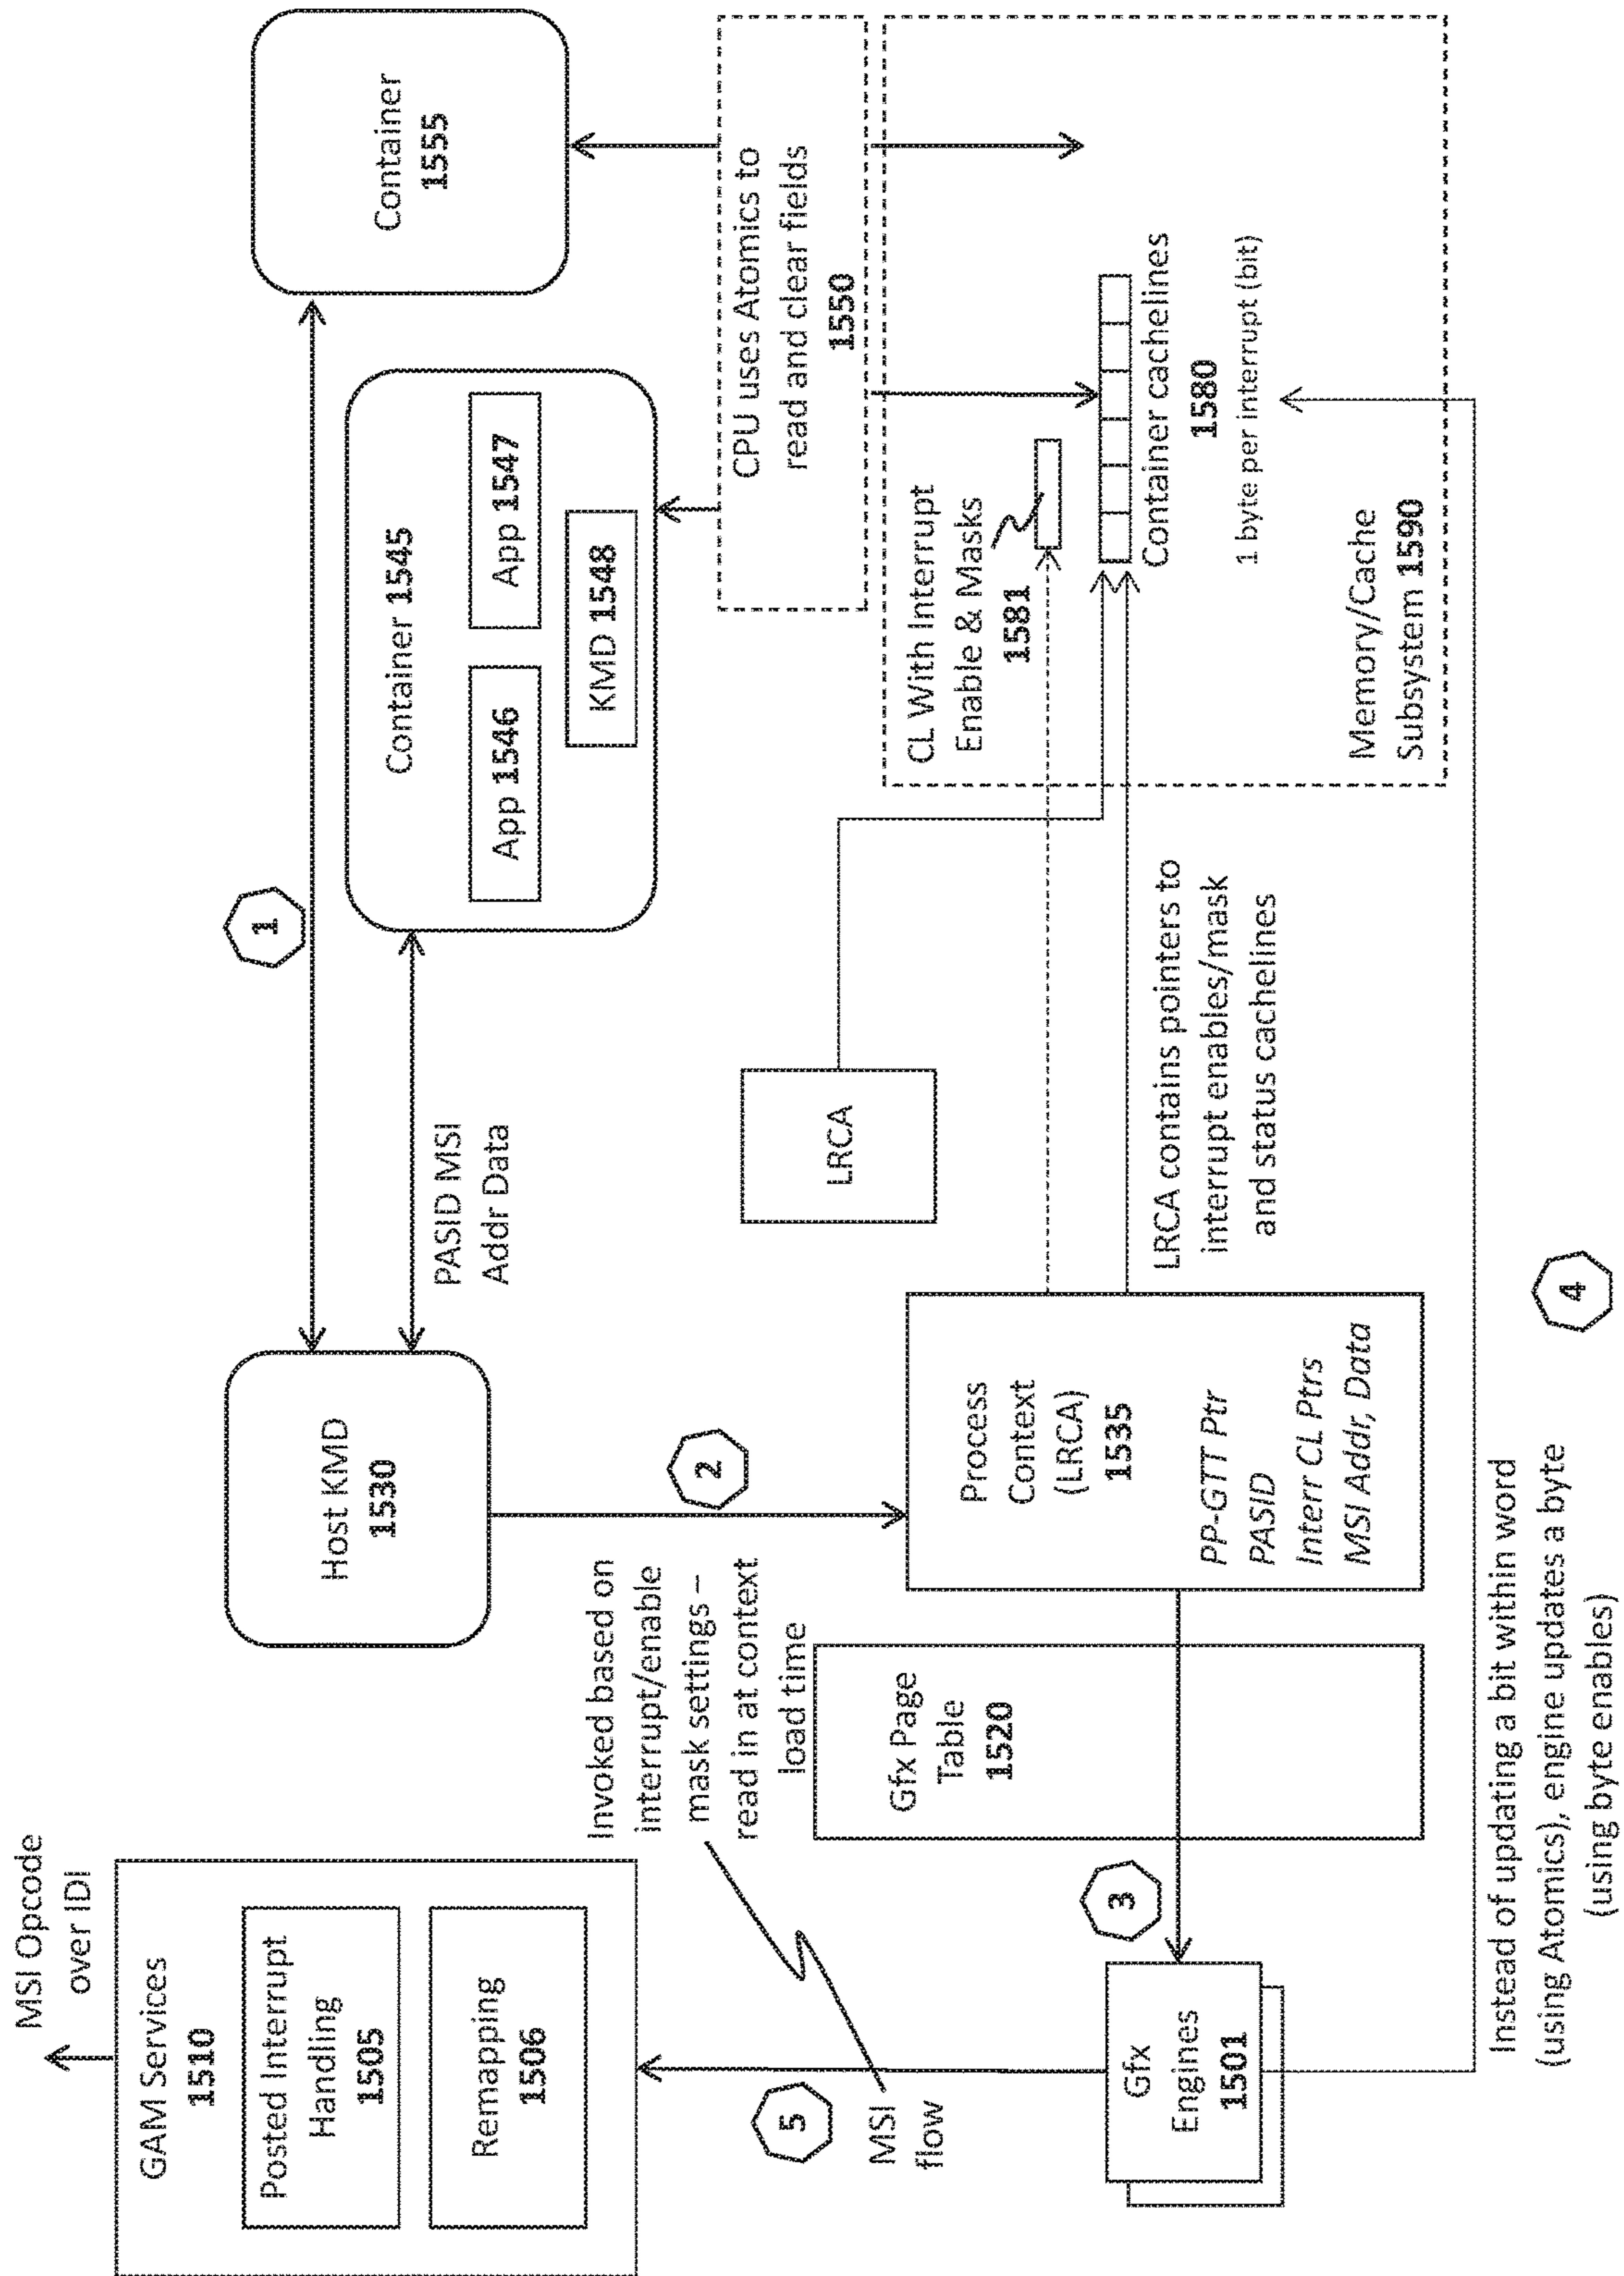 MSI Opcode
over IDI
GAM Services
1510
Posted Interrupt
Handling
1505
Remapping
1506
5
MSI
flow
Invoked based on
interrupt/enable
mask settings –
read in at context
load time
Gfx
Engines
1501
3
Gfx Page
Table
1520
Host KMD
1530
2
Process
Context
(LRCA)
1535
PP-GTT Ptr
PASID
Interr CL Ptrs
MSI Addr, Data
1
PASID MSI
Addr Data
LRCA
LRCA contains pointers to
interrupt enables/mask
and status cachelines
Container 1545
App 1546
App 1547
KMD 1548
Container
1555
CPU uses Atomics to
read and clear fields
1550
CL With Interrupt
Enable & Masks
1581
Container cachelines
1580
1 byte per interrupt (bit)
Memory/Cache
Subsystem 1590
4
Instead of updating a bit within word
(using Atomics), engine updates a byte
(using byte enables)